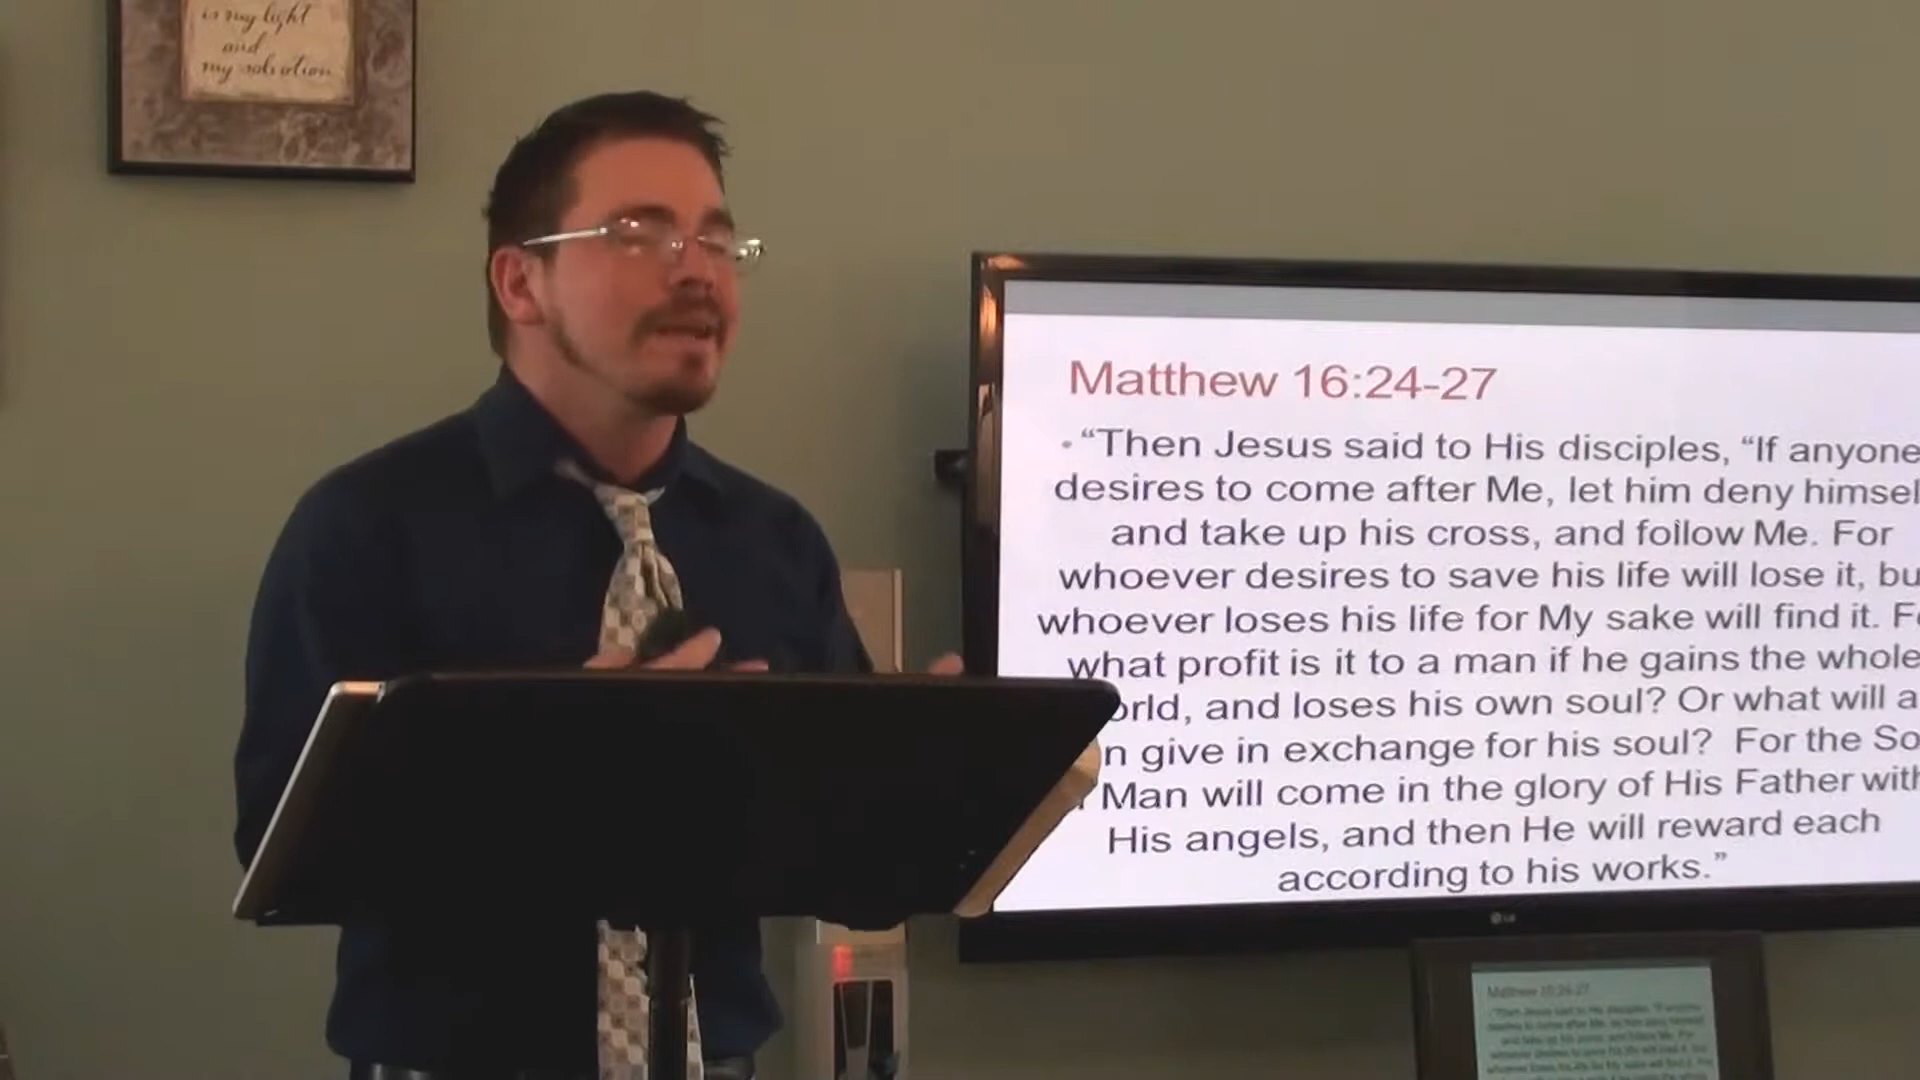 is my light
and
my salvation
Matthew 16:24-27
• “Then Jesus said to His disciples, “If anyone
desires to come after Me, let him deny himsel
and take up his cross, and follow Me. For
whoever desires to save his life will lose it, bu
whoever loses his life for My sake will find it. F
what profit is it to a man if he gains the whole
orld, and loses his own soul? Or what will a
n give in exchange for his soul? For the So
Man will come in the glory of His Father with
His angels, and then He will reward each
according to his works.”
LG